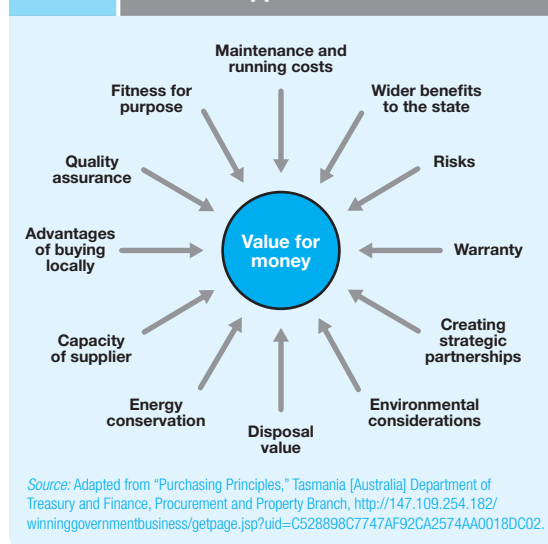 Maintenance and
running costs
Fitness for
purpose
Wider benefits
to the state
Quality
assurance
Risks
Advantages
of buying
locally
Value for
money
Warranty
Capacity
of supplier
Creating
strategic
partnerships
Energy
conservation
Disposal
value
Environmental
considerations
Source: Adapted from “Purchasing Principles,” Tasmania [Australia] Department of
Treasury and Finance, Procurement and Property Branch, http://147.109.254.182/
winninggovernmentbusiness/getpage.jsp?uid=C528898C7747AF92CA2574AA0018DC02.